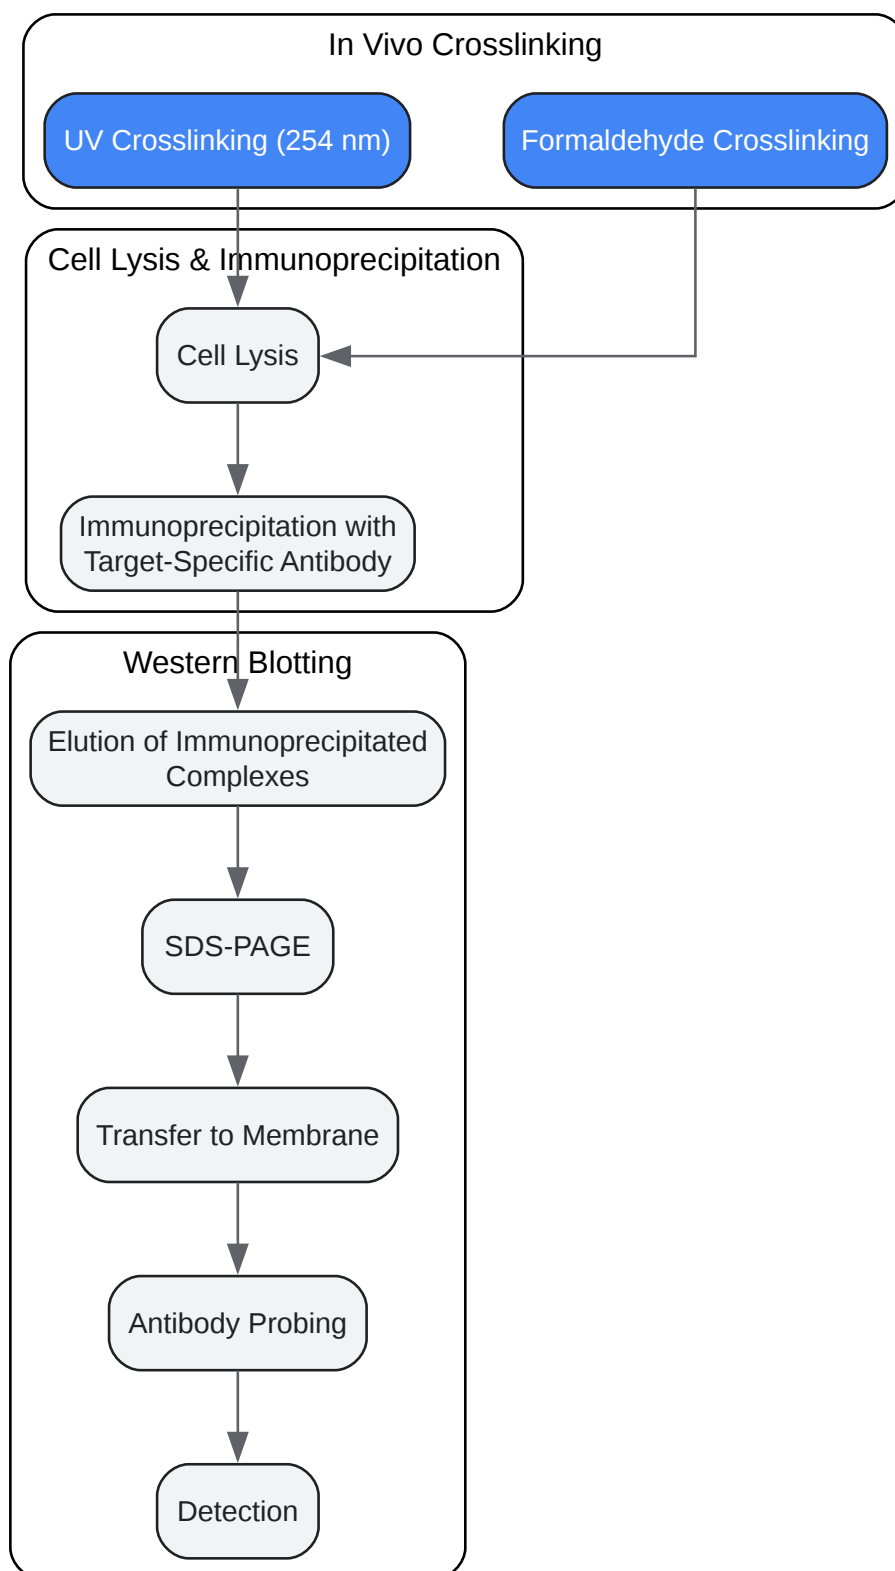 In Vivo Crosslinking
UV Crosslinking (254 nm)
Formaldehyde Crosslinking
Cell Lysis & Immunoprecipitation
Cell Lysis
Immunoprecipitation with
Target-Specific Antibody
Western Blotting
Elution of Immunoprecipitated
Complexes
SDS-PAGE
Transfer to Membrane
Antibody Probing
Detection